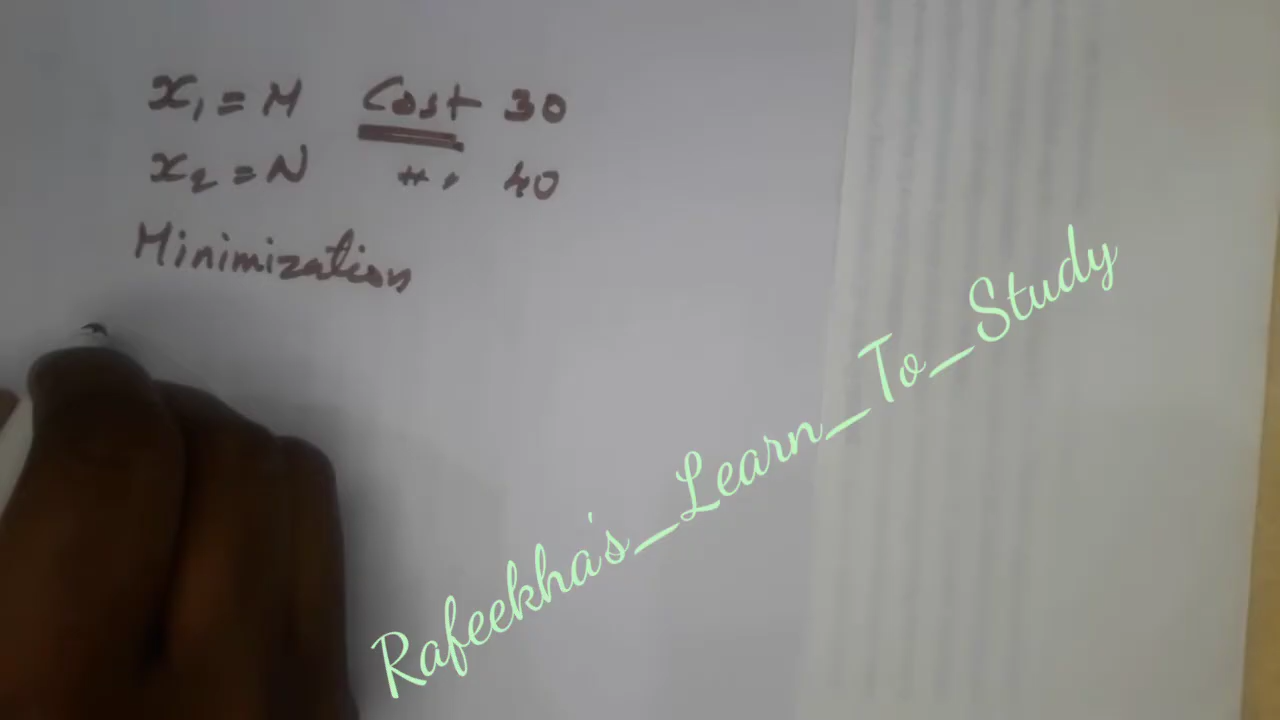 x₁ = M Cost 30
x₂ = N " 40
Minimization
Rafeekha's_Learn_To_Study